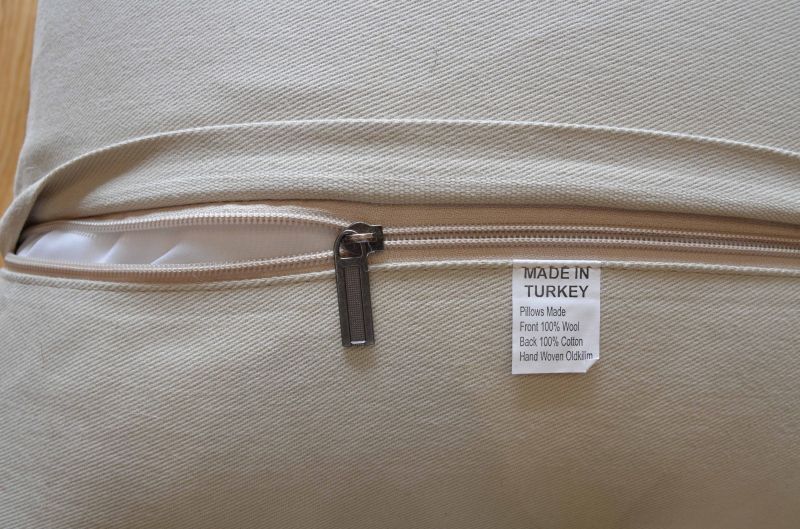 MADE IN
TURKEY
Pillows Made
Front 100% Wool
Back 100% Cotton
Hand Woven Oldkilim